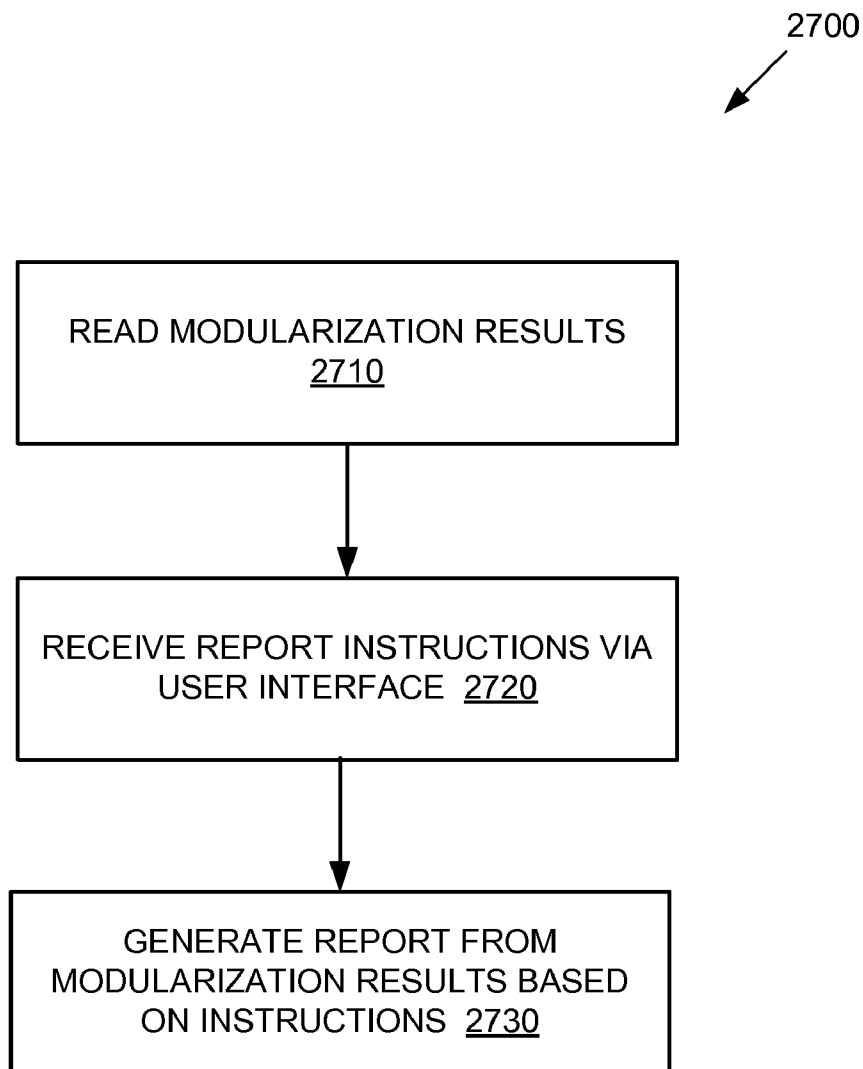 2700
READ MODULARIZATION RESULTS
2710
RECEIVE REPORT INSTRUCTIONS VIA
USER INTERFACE 2720
GENERATE REPORT FROM
MODULARIZATION RESULTS BASED
ON INSTRUCTIONS 2730